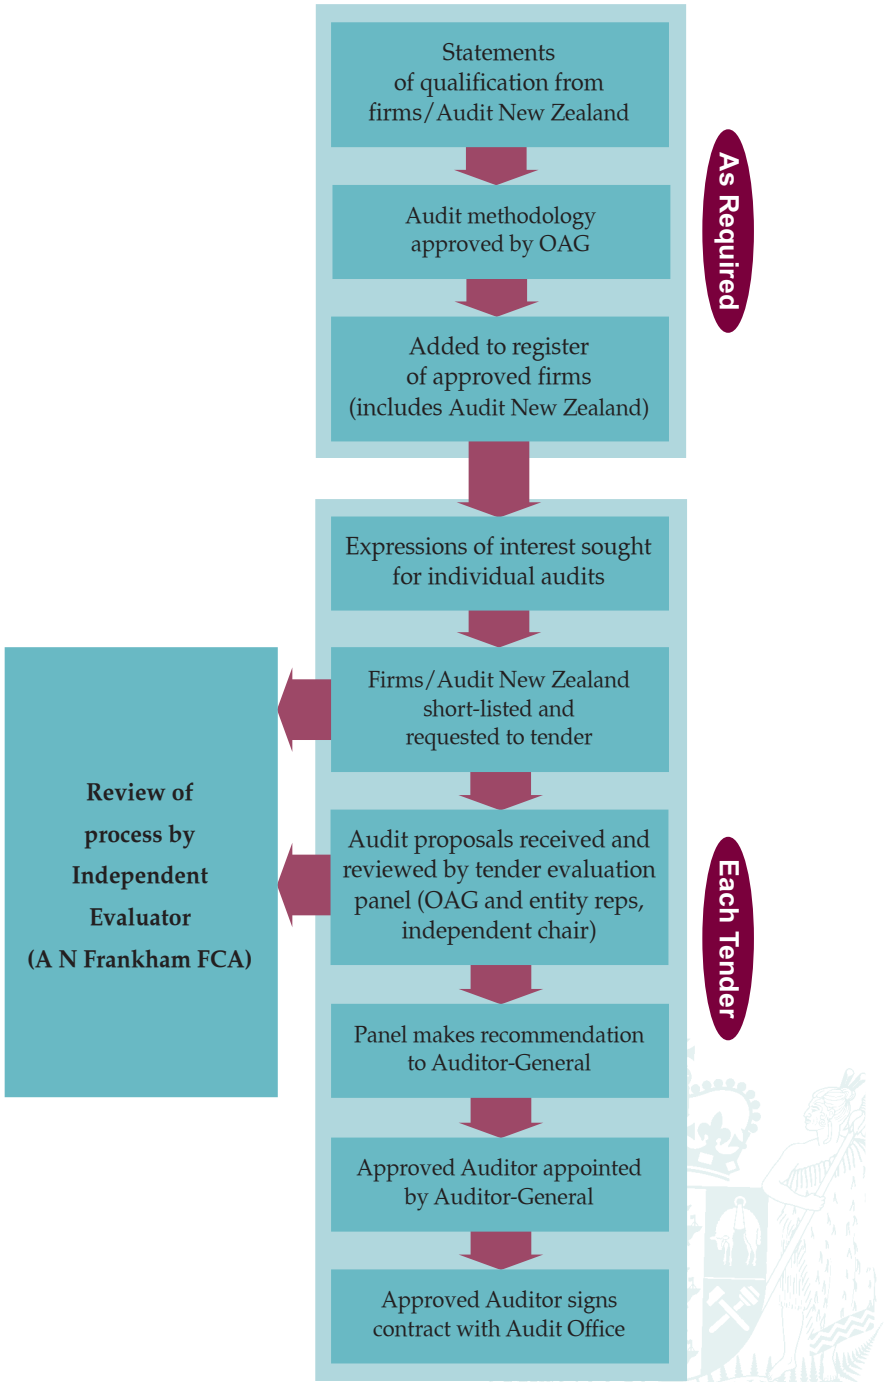 Statements
of qualification from
firms/Audit New Zealand
Audit methodology
approved by OAG
Added to register
of approved firms
(includes Audit New Zealand)
As Required
Expressions of interest sought
for individual audits
Firms/Audit New Zealand
short-listed and
requested to tender
Audit proposals received and
reviewed by tender evaluation
panel (OAG and entity reps,
independent chair)
Review of
process by
Independent
Evaluator
(A N Frankham FCA)
Each Tender
Panel makes recommendation
to Auditor-General
Approved Auditor appointed
by Auditor-General
Approved Auditor signs
contract with Audit Office